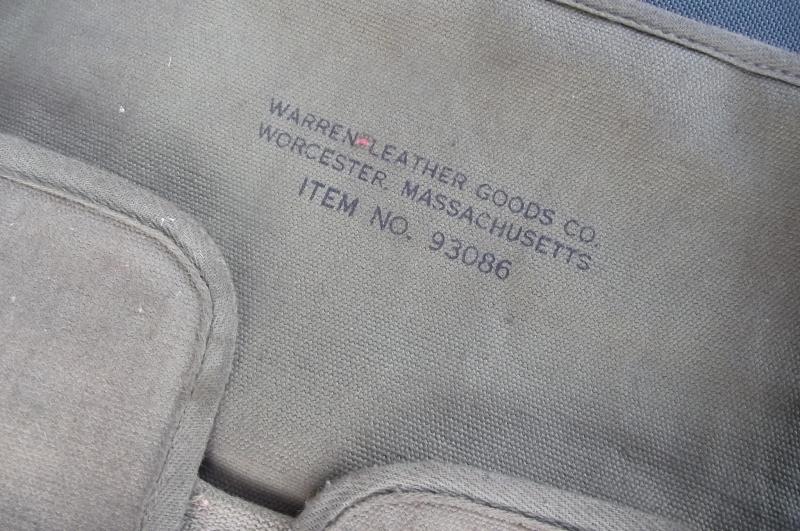 WARREN LEATHER GOODS CO.
WORCESTER, MASSACHUSETTS
ITEM NO. 93086